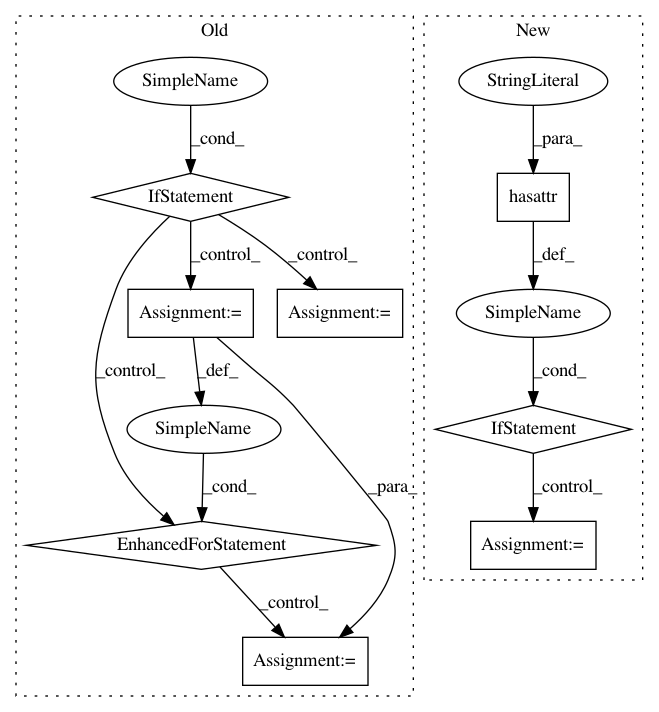 Old
New
SimpleName
StringLiteral
_cond_
_para_
IfStatement
hasattr
_control_
_control_
_def_
Assignment:=
Assignment:=
SimpleName
_control_
_def_
_cond_
SimpleName
IfStatement
_cond_
_para_
_control_
EnhancedForStatement
Assignment:=
_control_
Assignment:=